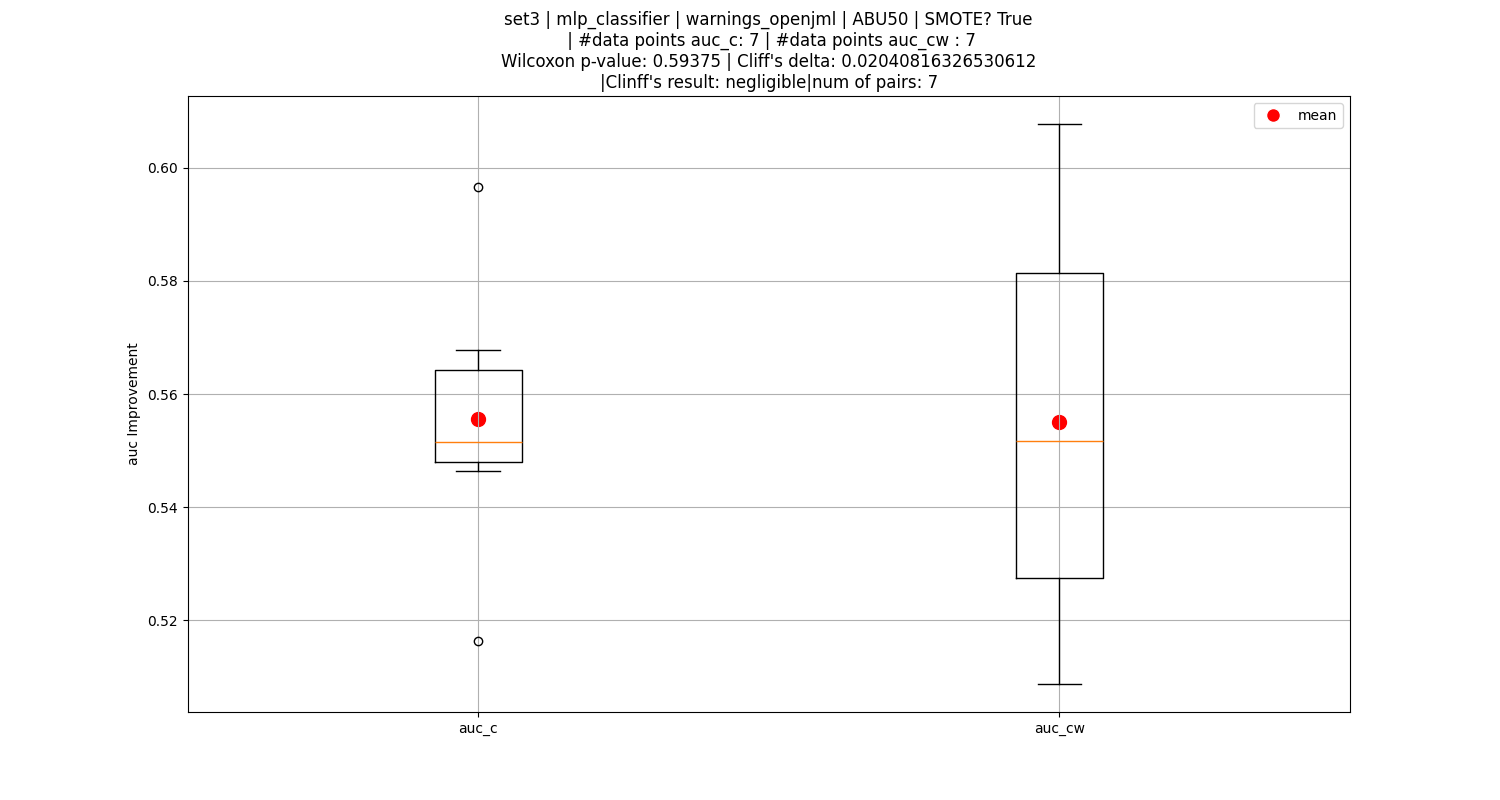 set3 | mlp_classifier | warnings_openjml | ABU50 | SMOTE? True
| #data points auc_c: 7 | #data points auc_cw : 7
Wilcoxon p-value: 0.59375 | Cliff's delta: 0.02040816326530612
|Clinff's result: negligible|num of pairs: 7
mean
0.60
0.58
0.56
0.54
0.52
auc Improvement
auc_c
auc_cw